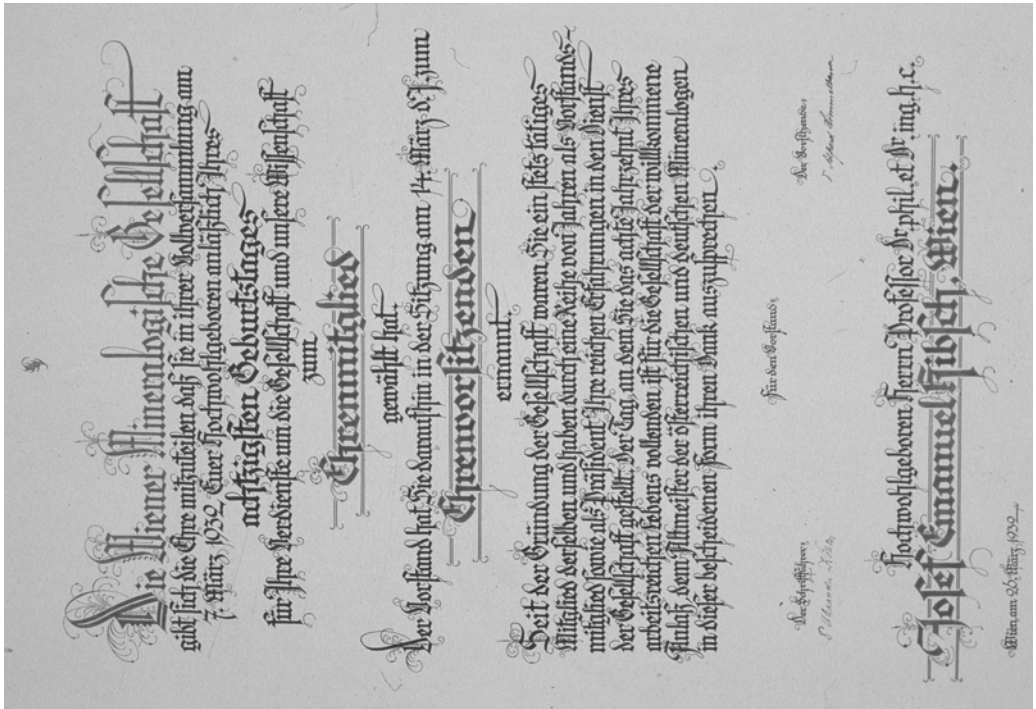 Die Wiener Mineralogische Gesellschaft
gibt sich die Ehre mitzuteilen daß sie in ihrer Vollversammlung am
7. März 1932 Euer Hochwohlgeboren anläßlich Ihres
achtzigsten Geburtstages
für Ihre Verdienste um die Gesellschaft und unsere Wissenschaft
zum
Ehrenmitglied
gewählt hat.
Der Vorstand hat Sie daraufhin in der Sitzung am 14. März d. J. zum
Ehrenvorsitzenden
ernannt.
Seit der Gründung der Gesellschaft waren Sie ein stets tätiges
Mitglied derselben und haben durch eine Reihe von Jahren als Vorstands-
mitglied sowie als Präsident Ihre reichen Erfahrungen in den Dienst
der Gesellschaft gestellt. Der Tag, an dem Sie das achte Jahrzehnt Ihres
arbeitsreichen Lebens vollenden, ist für die Gesellschaft der willkommene
Anlaß, dem Altmeister der österreichischen und deutschen Mineralogen
in dieser bescheidenen Form ihren Dank auszusprechen.
Für den Vorstand:
Der Schriftführer: Der Vorsitzende:
Hochwohlgeboren Herrn Professor Dr. phil. et Dr. ing. h. c.
Josef Emanuel Hibsch, Wien.
Wien, am 20. März 1932